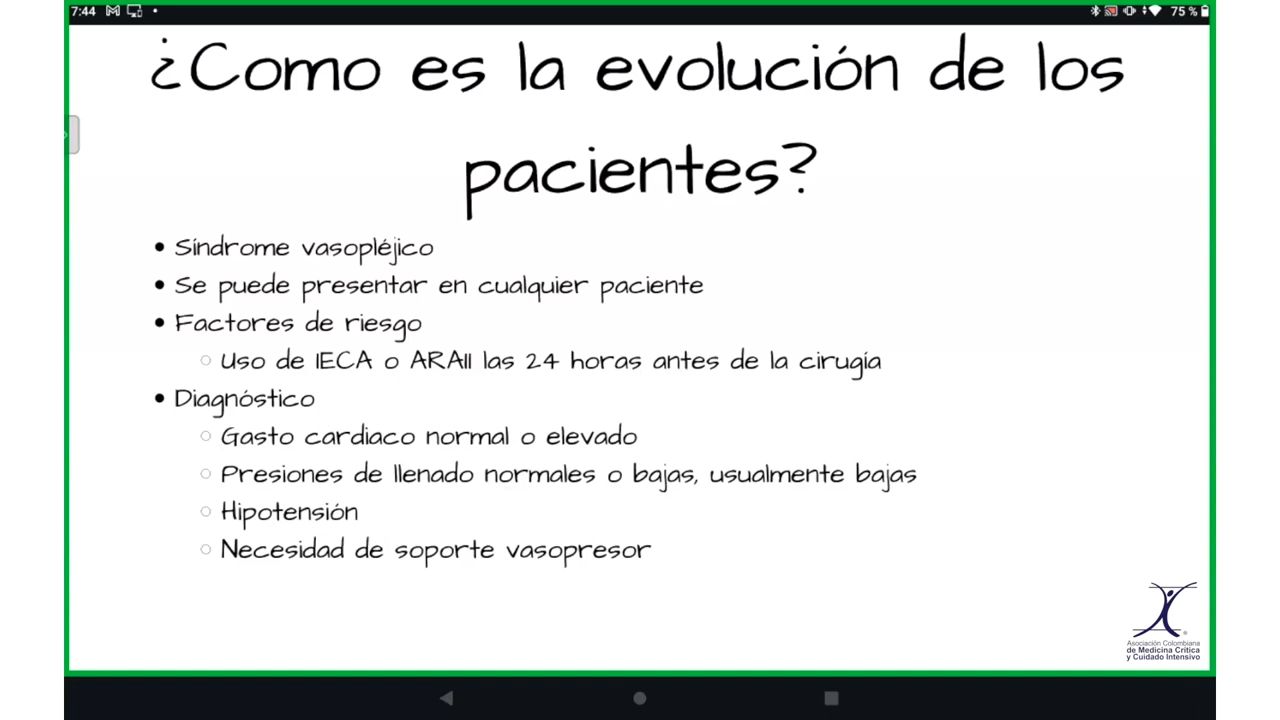 7:44
75 %
¿Como es la evolución de los
pacientes?
• Síndrome vasopléjico
• Se puede presentar en cualquier paciente
• Factores de riesgo
○ Uso de IECA o ARAII las 24 horas antes de la cirugía
• Diagnóstico
○ Gasto cardiaco normal o elevado
○ Presiones de llenado normales o bajas, usualmente bajas
○ Hipotensión
○ Necesidad de soporte vasopresor
Asociación Colombiana
de Medicina Crítica
y Cuidado Intensivo